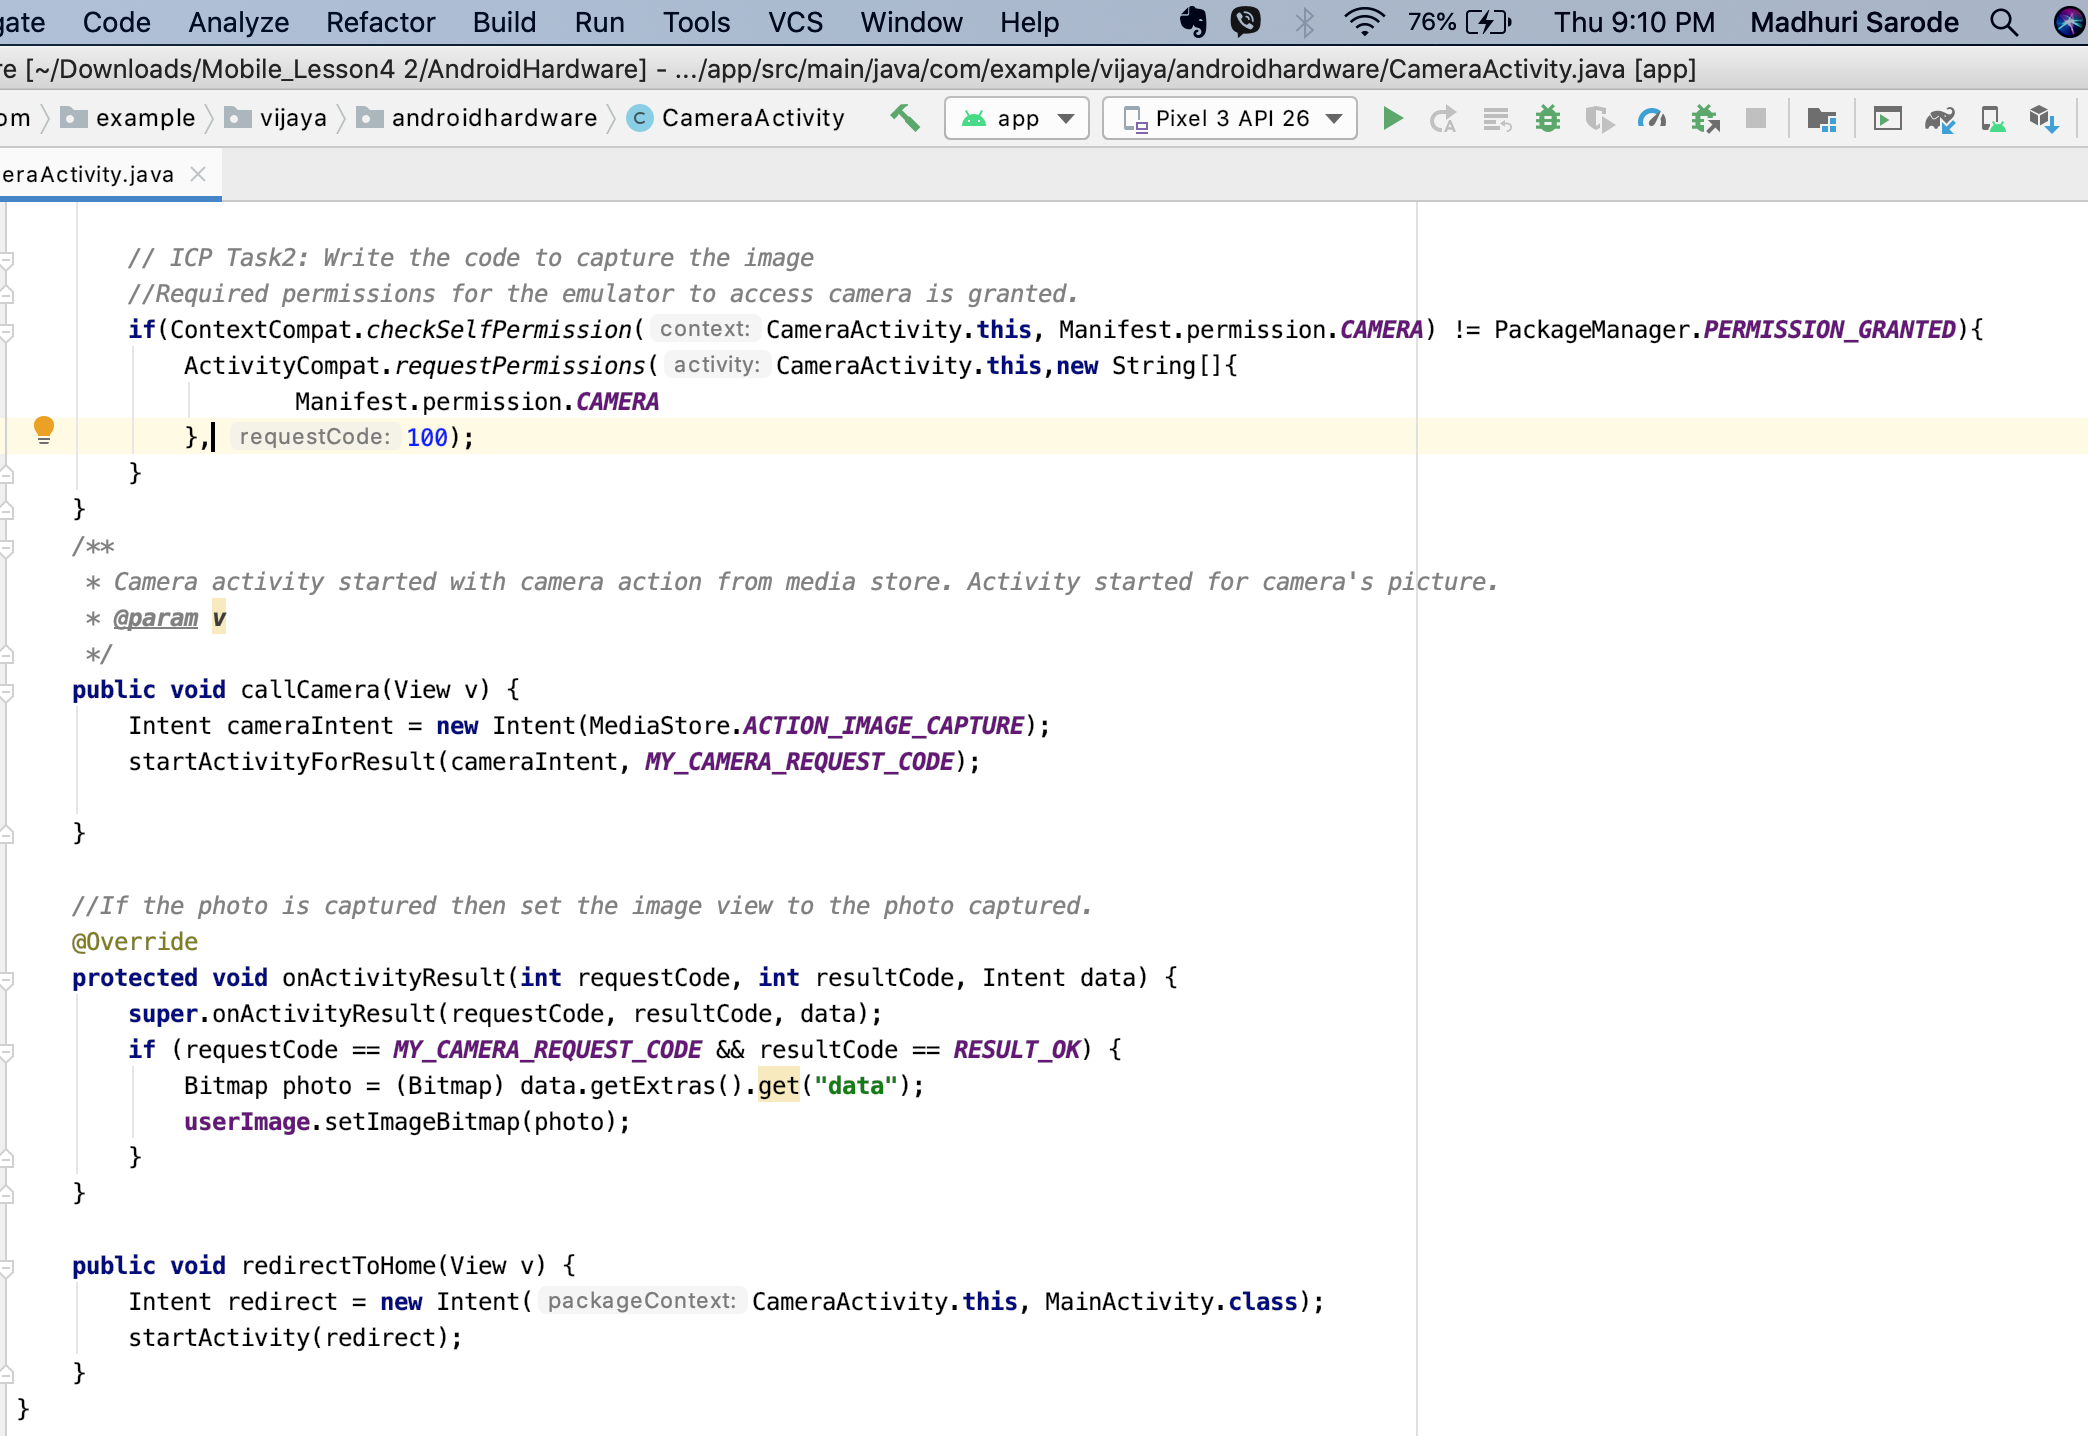 Code Analyze Refactor Build Run Tools VCS Window Help 76% Thu 9:10 PM Madhuri Sarode
[~/Downloads/Mobile_Lesson4 2/AndroidHardware] - .../app/src/main/java/com/example/vijaya/androidhardware/CameraActivity.java [app]
example vijaya androidhardware C CameraActivity app Pixel 3 API 26
eraActivity.java
// ICP Task2: Write the code to capture the image
//Required permissions for the emulator to access camera is granted.
if(ContextCompat.checkSelfPermission( context: CameraActivity.this, Manifest.permission.CAMERA) != PackageManager.PERMISSION_GRANTED){
ActivityCompat.requestPermissions( activity: CameraActivity.this,new String[]{
Manifest.permission.CAMERA
}, requestCode: 100);
}
}
/**
* Camera activity started with camera action from media store. Activity started for camera's picture.
* @param v
*/
public void callCamera(View v) {
Intent cameraIntent = new Intent(MediaStore.ACTION_IMAGE_CAPTURE);
startActivityForResult(cameraIntent, MY_CAMERA_REQUEST_CODE);
}
//If the photo is captured then set the image view to the photo captured.
@Override
protected void onActivityResult(int requestCode, int resultCode, Intent data) {
super.onActivityResult(requestCode, resultCode, data);
if (requestCode == MY_CAMERA_REQUEST_CODE && resultCode == RESULT_OK) {
Bitmap photo = (Bitmap) data.getExtras().get("data");
userImage.setImageBitmap(photo);
}
}
public void redirectToHome(View v) {
Intent redirect = new Intent( packageContext: CameraActivity.this, MainActivity.class);
startActivity(redirect);
}
}